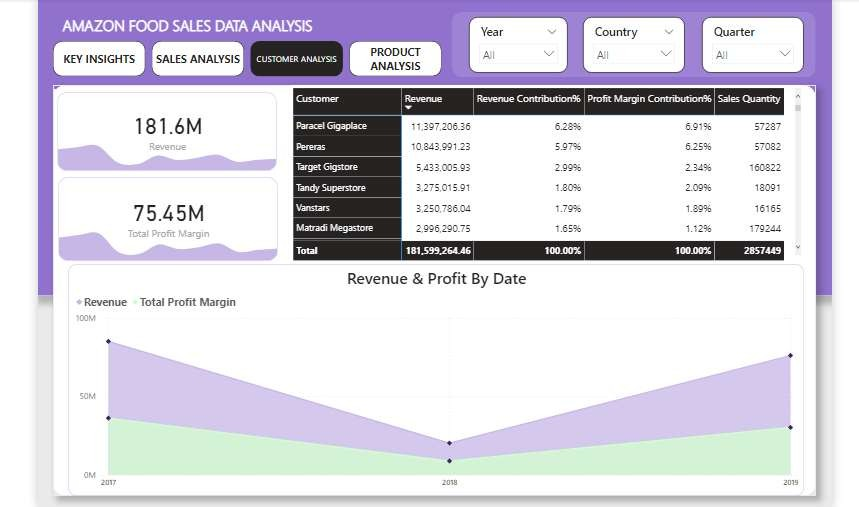 AMAZON FOOD SALES DATA ANALYSIS
KEY INSIGHTS
SALES ANALYSIS
CUSTOMER ANALYSIS
PRODUCT
ANALYSIS
Year
All
Country
All
Quarter
All
181.6M
Revenue
75.45M
Total Profit Margin
Customer Revenue Revenue Contribution% Profit Margin Contribution% Sales Quantity
Paracel Gigaplace 11,397,206.36 6.28% 6.91% 57287
Pereras 10,843,991.23 5.97% 6.25% 57082
Target Gigstore 5,433,005.93 2.99% 2.34% 160822
Tandy Superstore 3,275,015.91 1.80% 2.09% 18091
Vanstars 3,250,786.04 1.79% 1.89% 16165
Matradi Megastore 2,996,290.75 1.65% 1.12% 179244
Total 181,599,264.46 100.00% 100.00% 2857449
Revenue & Profit By Date
Revenue Total Profit Margin
100M
50M
0M
2017 2018 2019